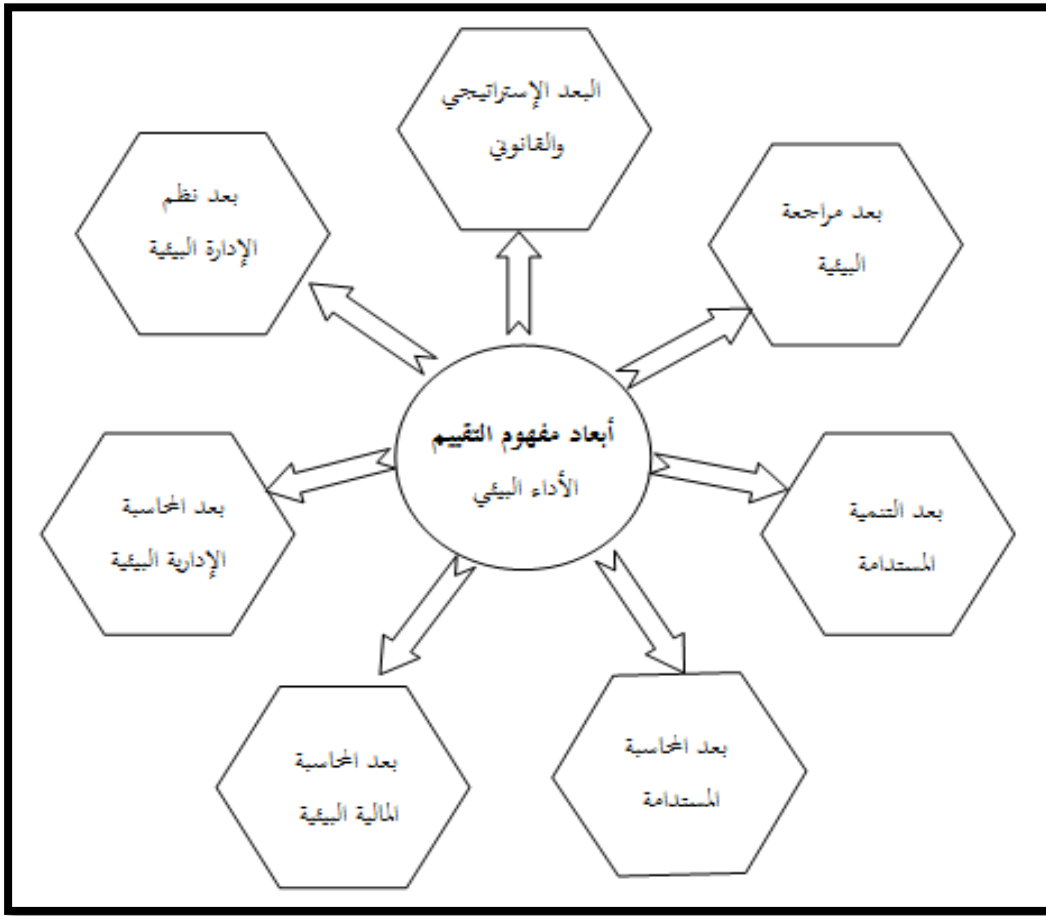 البعد الإستراتيجي
والقانوني
بعد مراجعة
البيئية
بعد نظم
الإدارة البيئية
أبعاد مفهوم التقييم
الأداء البيئي
بعد التنمية
المستدامة
بعد المحاسبة
الإدارية البيئية
بعد المحاسبة
المستدامة
بعد المحاسبة
المالية البيئية